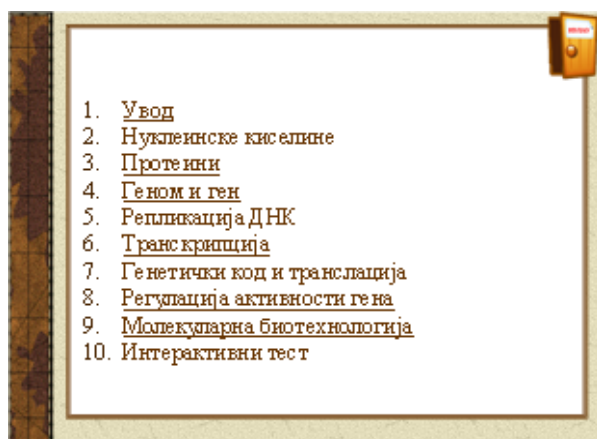 1. Увод
2. Нуклеинске киселине
3. Протеини
4. Геном и ген
5. Репликација ДНК
6. Транскрипција
7. Генетички код и транслација
8. Регулација активности гена
9. Молекуларна биотехнологија
10. Интерактивни тест